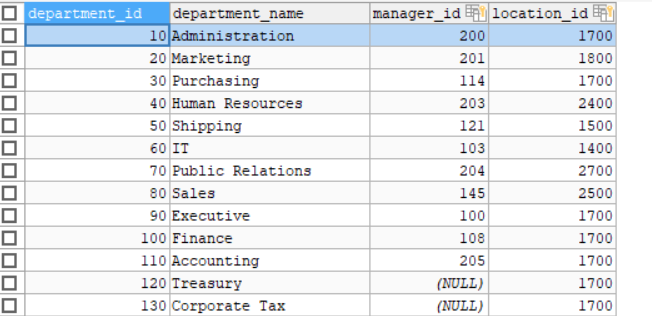 department_id department_name manager_id location_id
10 Administration 200 1700
20 Marketing 201 1800
30 Purchasing 114 1700
40 Human Resources 203 2400
50 Shipping 121 1500
60 IT 103 1400
70 Public Relations 204 2700
80 Sales 145 2500
90 Executive 100 1700
100 Finance 108 1700
110 Accounting 205 1700
120 Treasury (NULL) 1700
130 Corporate Tax (NULL) 1700